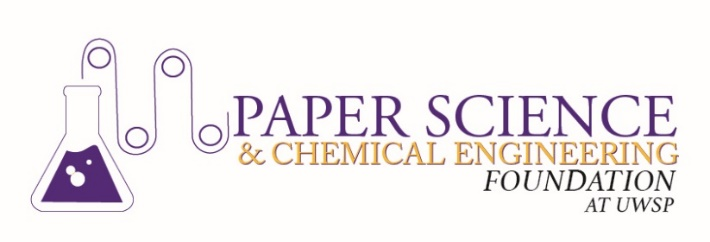 PAPER SCIENCE
& CHEMICAL ENGINEERING
FOUNDATION
AT UWSP